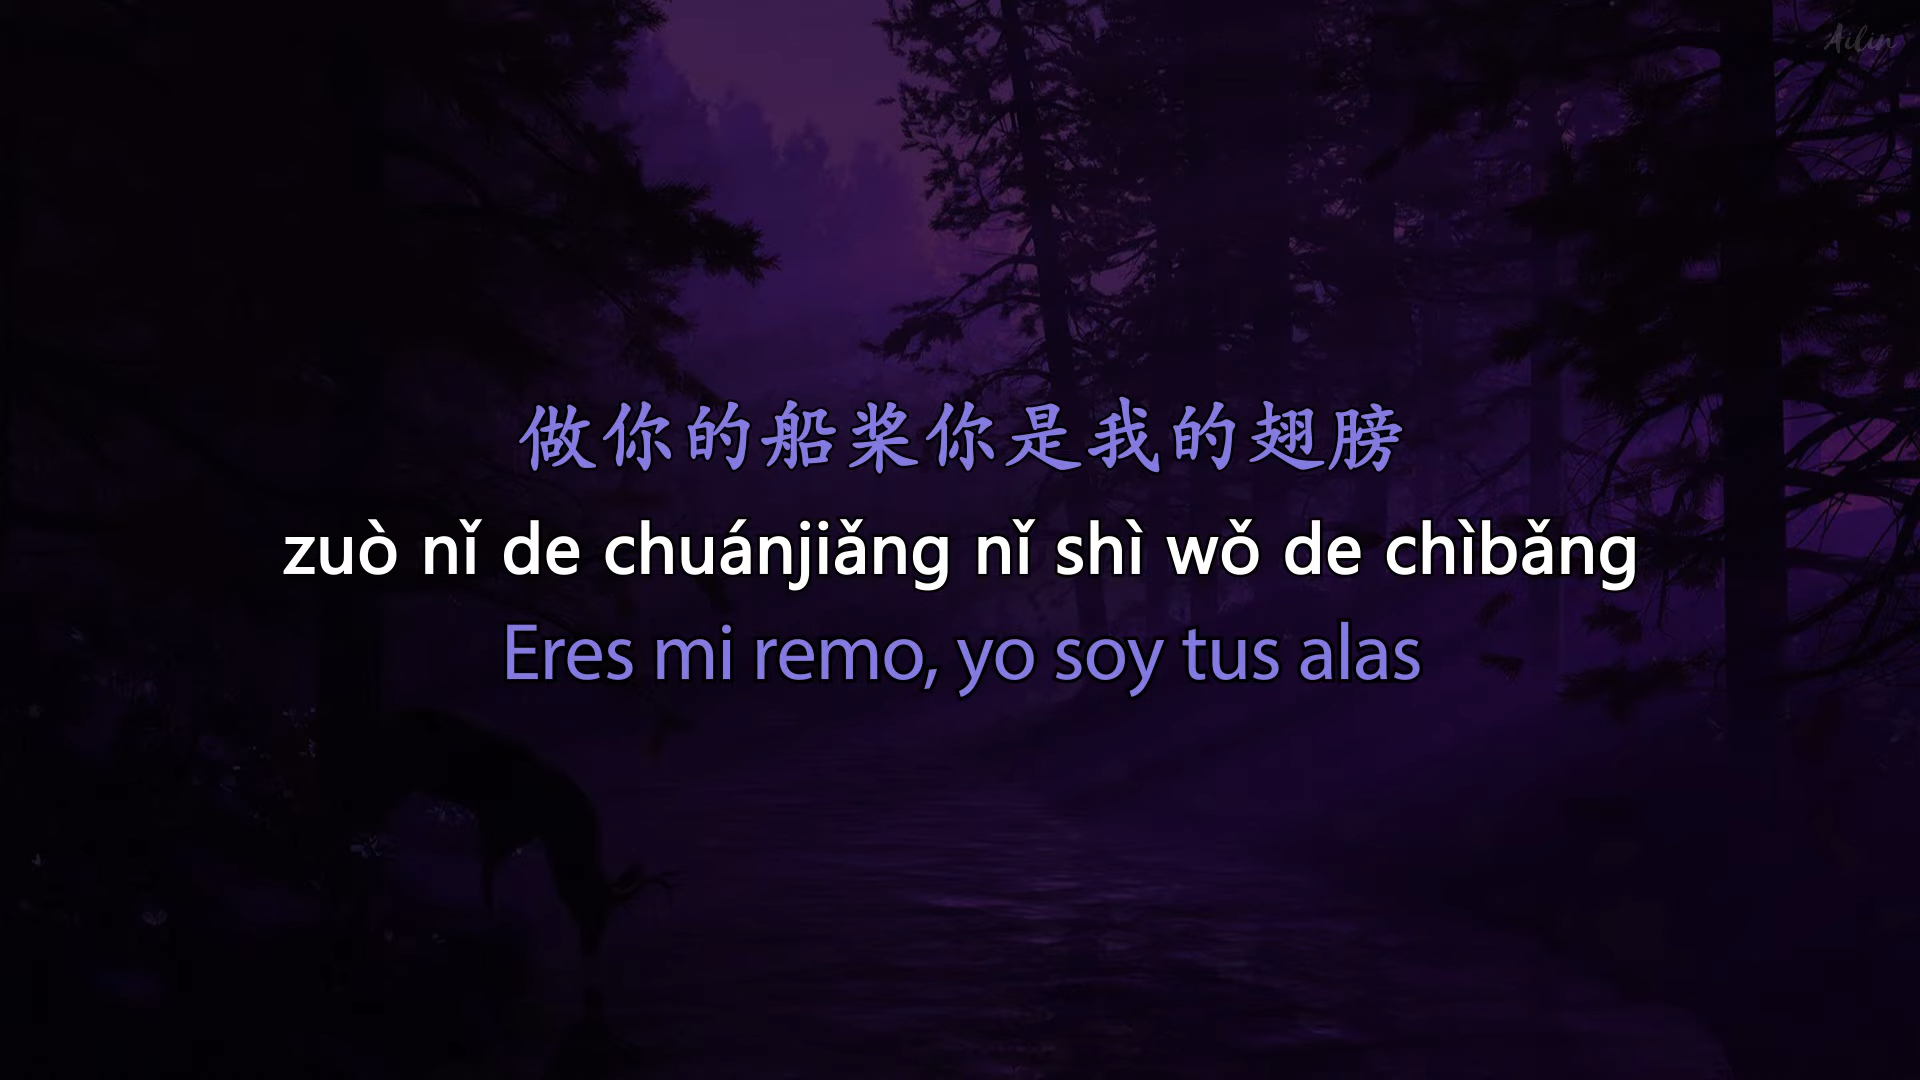 Ailin
做你的船桨你是我的翅膀
zuò nǐ de chuánjiǎng nǐ shì wǒ de chìbǎng
Eres mi remo, yo soy tus alas